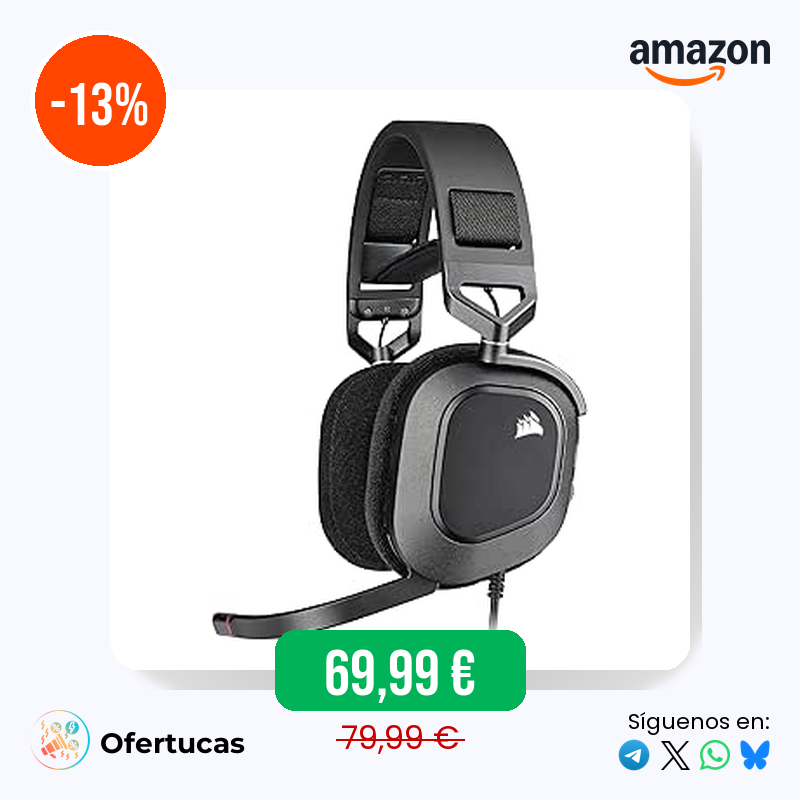 -13%
amazon
69,99 €
79,99 €
Ofertucas
Síguenos en: